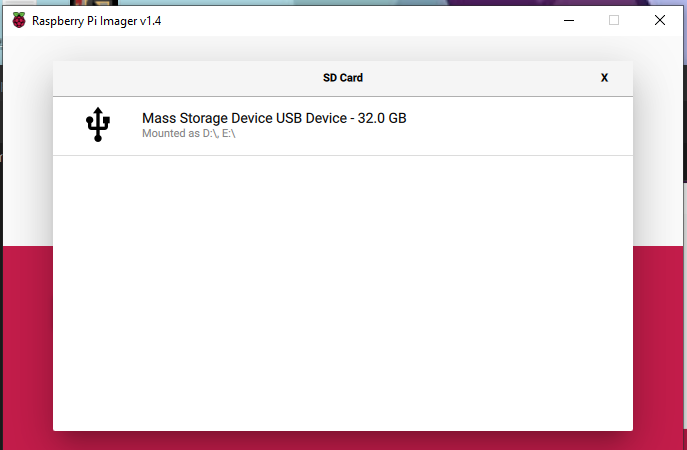 Raspberry Pi Imager v1.4
SD Card
X
Mass Storage Device USB Device - 32.0 GB
Mounted as D:\, E:\